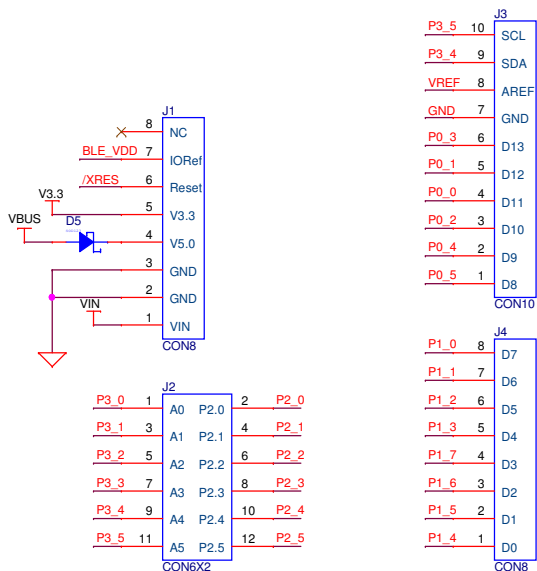 J1
8 NC
BLE_VDD 7 IORef
/XRES 6 Reset
V3.3 5 V3.3
VBUS D5 4 V5.0
3 GND
2 GND
VIN 1 VIN
CON8
J2
P3_0 1 A0 P2.0 2 P2_0
P3_1 3 A1 P2.1 4 P2_1
P3_2 5 A2 P2.2 6 P2_2
P3_3 7 A3 P2.3 8 P2_3
P3_4 9 A4 P2.4 10 P2_4
P3_5 11 A5 P2.5 12 P2_5
CON6X2
J3
P3_5 10 SCL
P3_4 9 SDA
VREF 8 AREF
GND 7 GND
P0_3 6 D13
P0_1 5 D12
P0_0 4 D11
P0_2 3 D10
P0_4 2 D9
P0_5 1 D8
CON10
J4
P1_0 8 D7
P1_1 7 D6
P1_2 6 D5
P1_3 5 D4
P1_7 4 D3
P1_6 3 D2
P1_5 2 D1
P1_4 1 D0
CON8